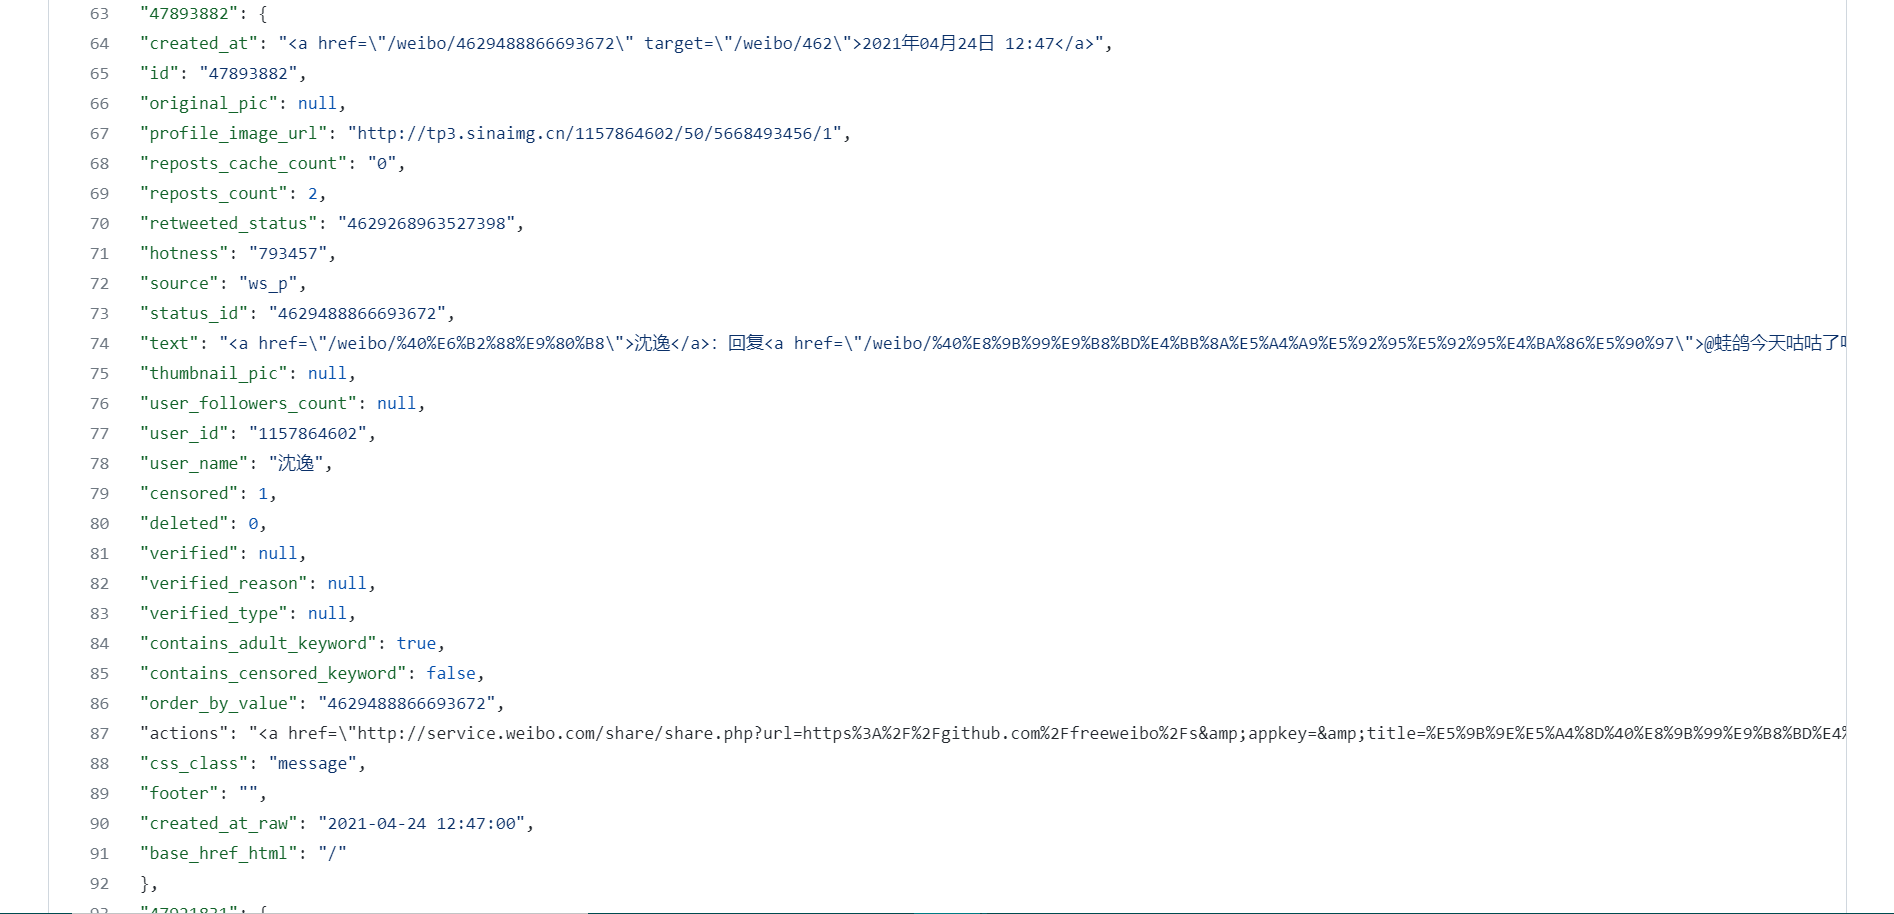 63 "47893882": {
64 "created_at": "<a href=\"/weibo/4629488866693672\" target=\"/weibo/462\">2021年04月24日 12:47</a>",
65 "id": "47893882",
66 "original_pic": null,
67 "profile_image_url": "http://tp3.sinaimg.cn/1157864602/50/5668493456/1",
68 "reposts_cache_count": "0",
69 "reposts_count": 2,
70 "retweeted_status": "4629268963527398",
71 "hotness": "793457",
72 "source": "ws_p",
73 "status_id": "4629488866693672",
74 "text": "<a href=\"/weibo/%40%E6%B2%88%E9%80%B8\">沈逸</a>：回复<a href=\"/weibo/%40%E8%9B%99%E9%B8%BD%E4%BB%8A%E5%A4%A9%E5%92%95%E5%92%95%E4%BA%86%E5%90%97\">@蛙鸽今天咕咕了
75 "thumbnail_pic": null,
76 "user_followers_count": null,
77 "user_id": "1157864602",
78 "user_name": "沈逸",
79 "censored": 1,
80 "deleted": 0,
81 "verified": null,
82 "verified_reason": null,
83 "verified_type": null,
84 "contains_adult_keyword": true,
85 "contains_censored_keyword": false,
86 "order_by_value": "4629488866693672",
87 "actions": "<a href=\"http://service.weibo.com/share/share.php?url=https%3A%2F%2Fgithub.com%2Ffreeweibo%2Fs&amp;appkey=&amp;title=%E5%9B%9E%E5%A4%8D%40%E8%9B%99%E9%B8%BD%E4%
88 "css_class": "message",
89 "footer": "",
90 "created_at_raw": "2021-04-24 12:47:00",
91 "base_href_html": "/"
92 },
93 "47921831": {